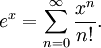 e^x = \sum_{n=0}^{\infty} \frac{x^n}{n!}.